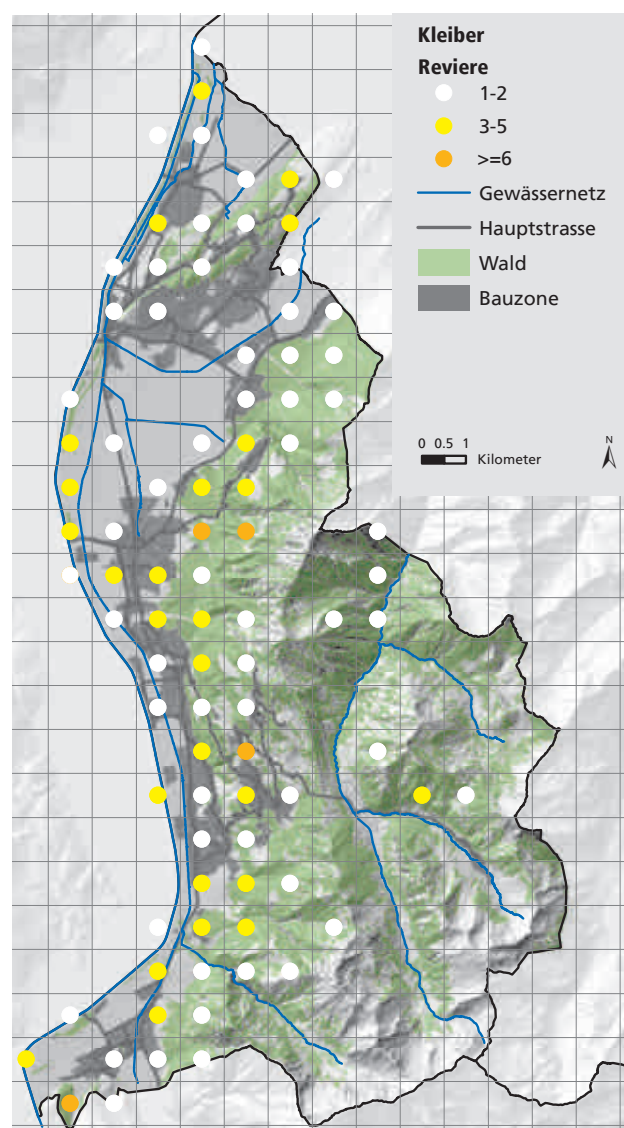 Kleiber
Reviere
1-2
3-5
>=6
Gewässernetz
Hauptstrasse
Wald
Bauzone
0 0.5 1
Kilometer
N